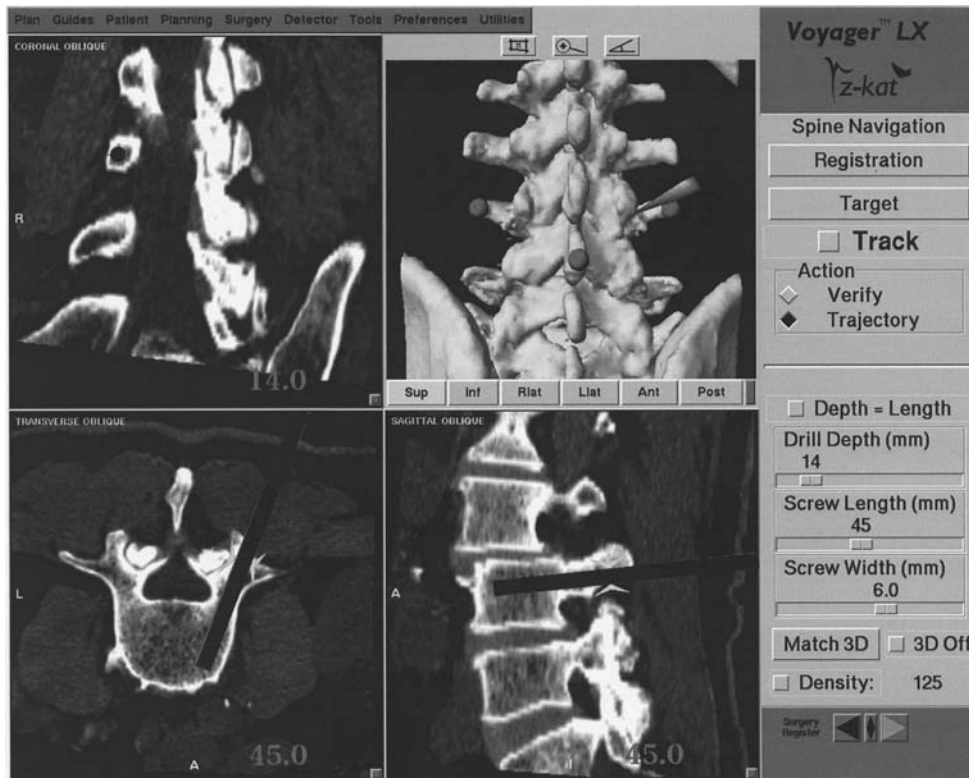 Plan Guides Patient Planning Surgery Detector Tools Preferences Utilities
CORONAL OBLIQUE
R
14.0
Sup Inf Rlat Llat Ant Post
TRANSVERSE OBLIQUE
L
A
45.0
SAGITTAL OBLIQUE
A
I
45.0
Voyager™ LX
z-kat
Spine Navigation
Registration
Target
Track
Action
Verify
Trajectory
Depth = Length
Drill Depth (mm)
14
Screw Length (mm)
45
Screw Width (mm)
6.0
Match 3D 3D Off
Density: 125
Surgery
Register